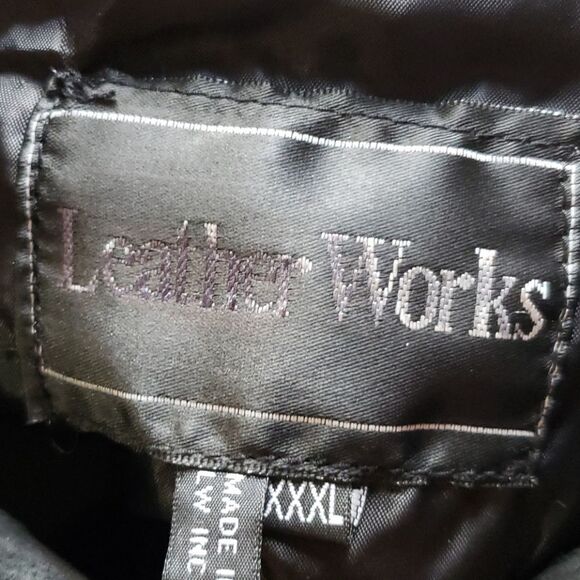 Leather Works
XXXL
MADE I
LW INC